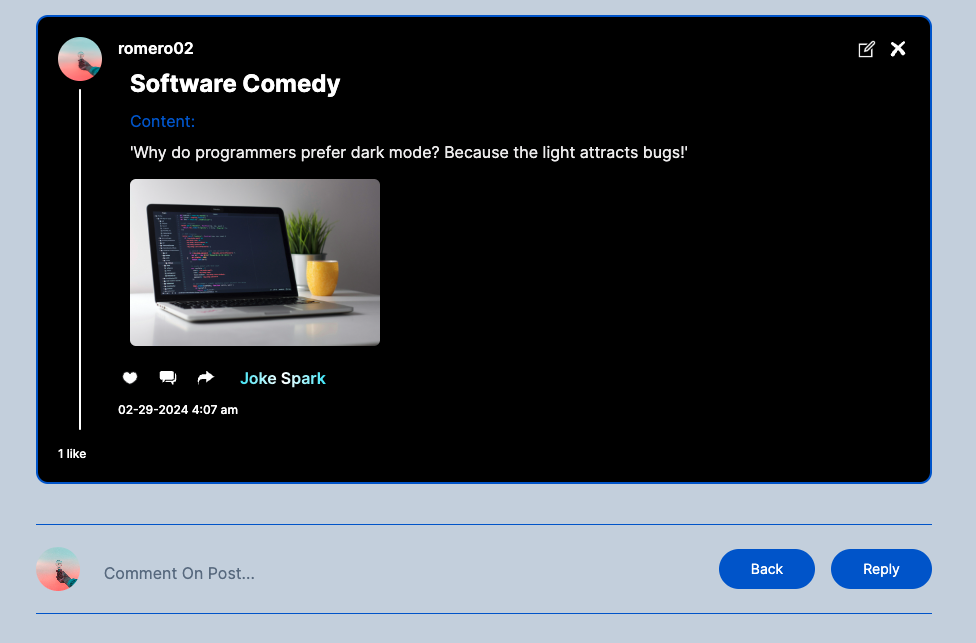 romero02
Software Comedy
Content:
'Why do programmers prefer dark mode? Because the light attracts bugs!'
Joke Spark
02-29-2024 4:07 am
1 like
Comment On Post...
Back
Reply